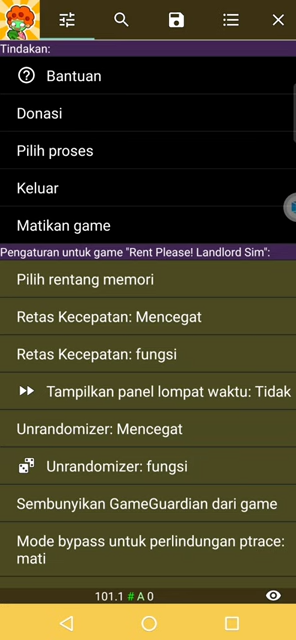 Tindakan:
Bantuan
Donasi
Pilih proses
Keluar
Matikan game
Pengaturan untuk game "Rent Please! Landlord Sim":
Pilih rentang memori
Retas Kecepatan: Mencegat
Retas Kecepatan: fungsi
Tampilkan panel lompat waktu: Tidak
Unrandomizer: Mencegat
Unrandomizer: fungsi
Sembunyikan GameGuardian dari game
Mode bypass untuk perlindungan ptrace:
mati
101.1 # A 0